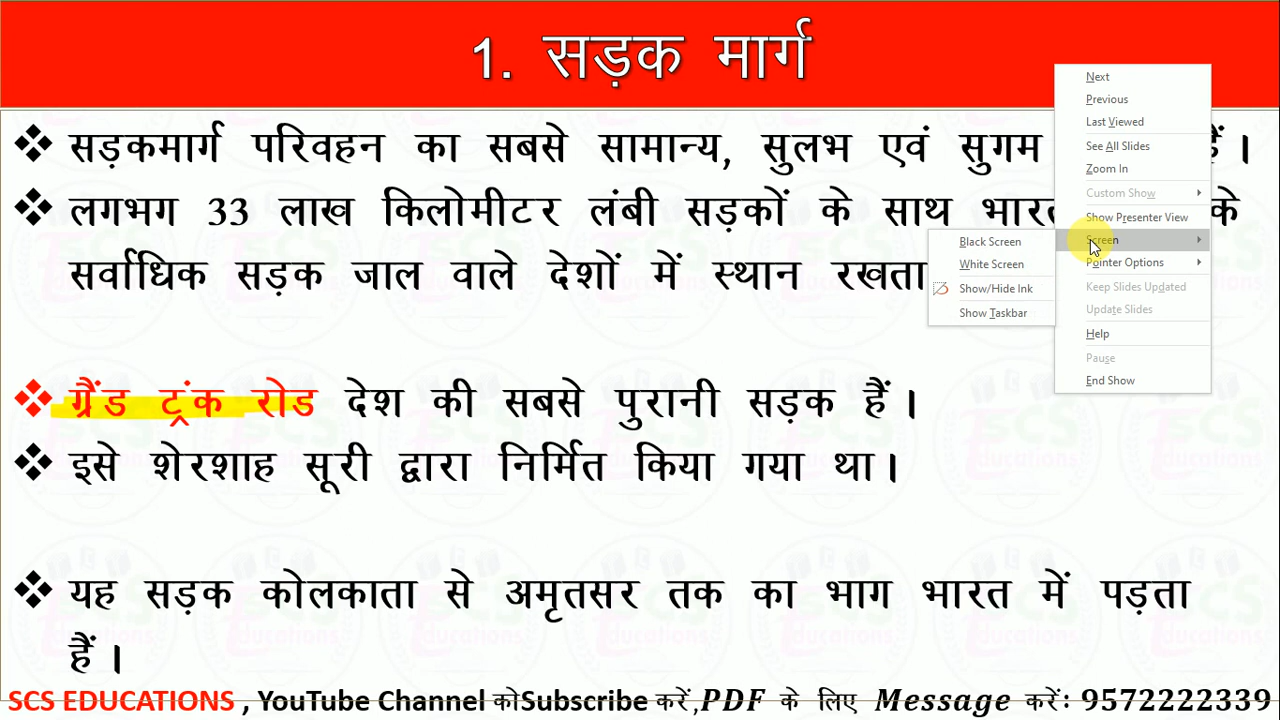 1. सड़क मार्ग
❖ सड़कमार्ग परिवहन का सबसे सामान्य, सुलभ एवं सुगम हैं।
❖ लगभग 33 लाख किलोमीटर लंबी सड़कों के साथ भारत के
सर्वाधिक सड़क जाल वाले देशों में स्थान रखता
❖ ग्रैंड ट्रंक रोड देश की सबसे पुरानी सड़क हैं।
❖ इसे शेरशाह सूरी द्वारा निर्मित किया गया था।
❖ यह सड़क कोलकाता से अमृतसर तक का भाग भारत में पड़ता
हैं।
SCS EDUCATIONS , YouTube Channel कोSubscribe करें,PDF के लिए Message करें: 9572222339
Next
Previous
Last Viewed
See All Slides
Zoom In
Custom Show
Show Presenter View
Screen
Pointer Options
Keep Slides Updated
Update Slides
Help
Pause
End Show
Black Screen
White Screen
Show/Hide Ink
Show Taskbar